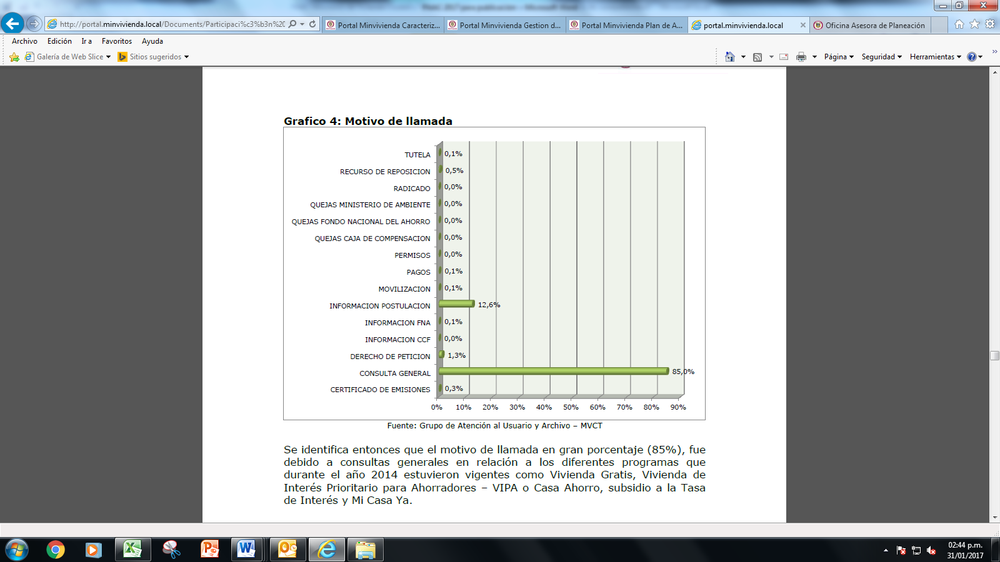 http://portal.minvivienda.local/Documents/Participaci%c3%b3n%20
Portal Minvivienda Caracteriz...
Portal Minvivienda Gestion d...
Portal Minvivienda Plan de A...
portal.minvivienda.local
Oficina Asesora de Planeación
Archivo Edición Ir a Favoritos Ayuda
Galería de Web Slice Sitios sugeridos Página Seguridad Herramientas
Grafico 4: Motivo de llamada
TUTELA 0,1%
RECURSO DE REPOSICION 0,5%
RADICADO 0,0%
QUEJAS MINISTERIO DE AMBIENTE 0,0%
QUEJAS FONDO NACIONAL DEL AHORRO 0,0%
QUEJAS CAJA DE COMPENSACION 0,0%
PERMISOS 0,0%
PAGOS 0,1%
MOVILIZACION 0,1%
INFORMACION POSTULACION 12,6%
INFORMACION FNA 0,1%
INFORMACION CCF 0,0%
DERECHO DE PETICION 1,3%
CONSULTA GENERAL 85,0%
CERTIFICADO DE EMISIONES 0,3%
0% 10% 20% 30% 40% 50% 60% 70% 80% 90%
Fuente: Grupo de Atención al Usuario y Archivo – MVCT
Se identifica entonces que el motivo de llamada en gran porcentaje (85%), fue
debido a consultas generales en relación a los diferentes programas que
durante el año 2014 estuvieron vigentes como Vivienda Gratis, Vivienda de
Interés Prioritario para Ahorradores – VIPA o Casa Ahorro, subsidio a la Tasa
de Interés y Mi Casa Ya.
02:44 p.m.
31/01/2017